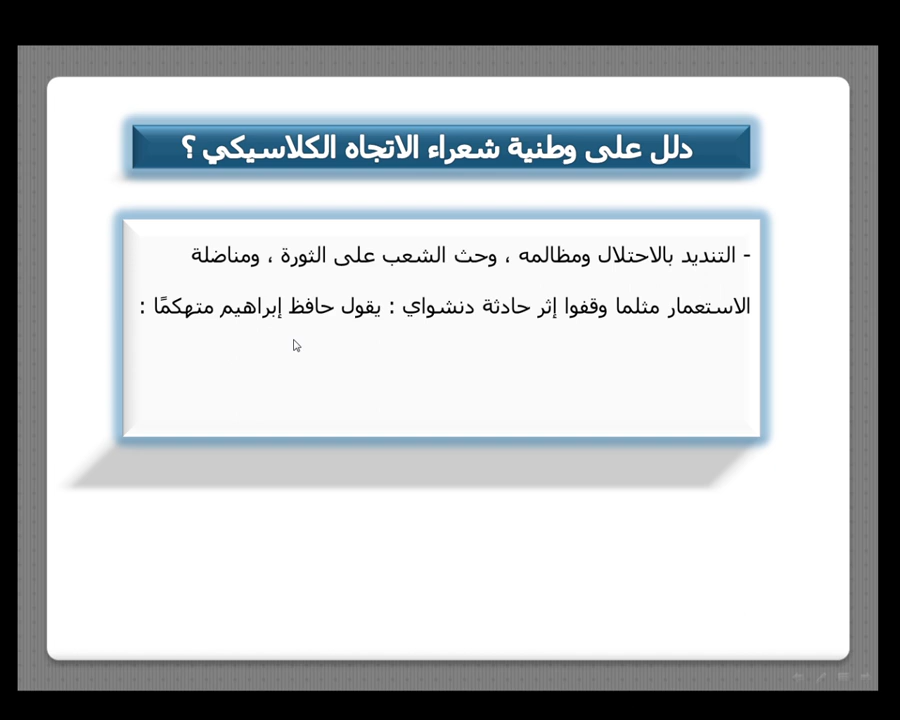 دلل على وطنية شعراء الاتجاه الكلاسيكي ؟
- التنديد بالاحتلال ومظالمه ، وحث الشعب على الثورة ، ومناضلة
الاستعمار مثلما وقفوا إثر حادثة دنشواي : يقول حافظ إبراهيم متهكمًا :